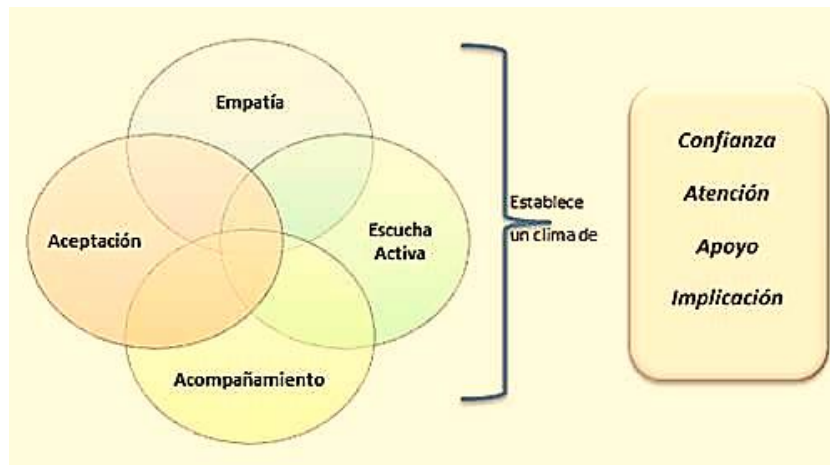 Empatía
Aceptación
Escucha
Activa
Acompañamiento
Establece
un clima de
Confianza
Atención
Apoyo
Implicación